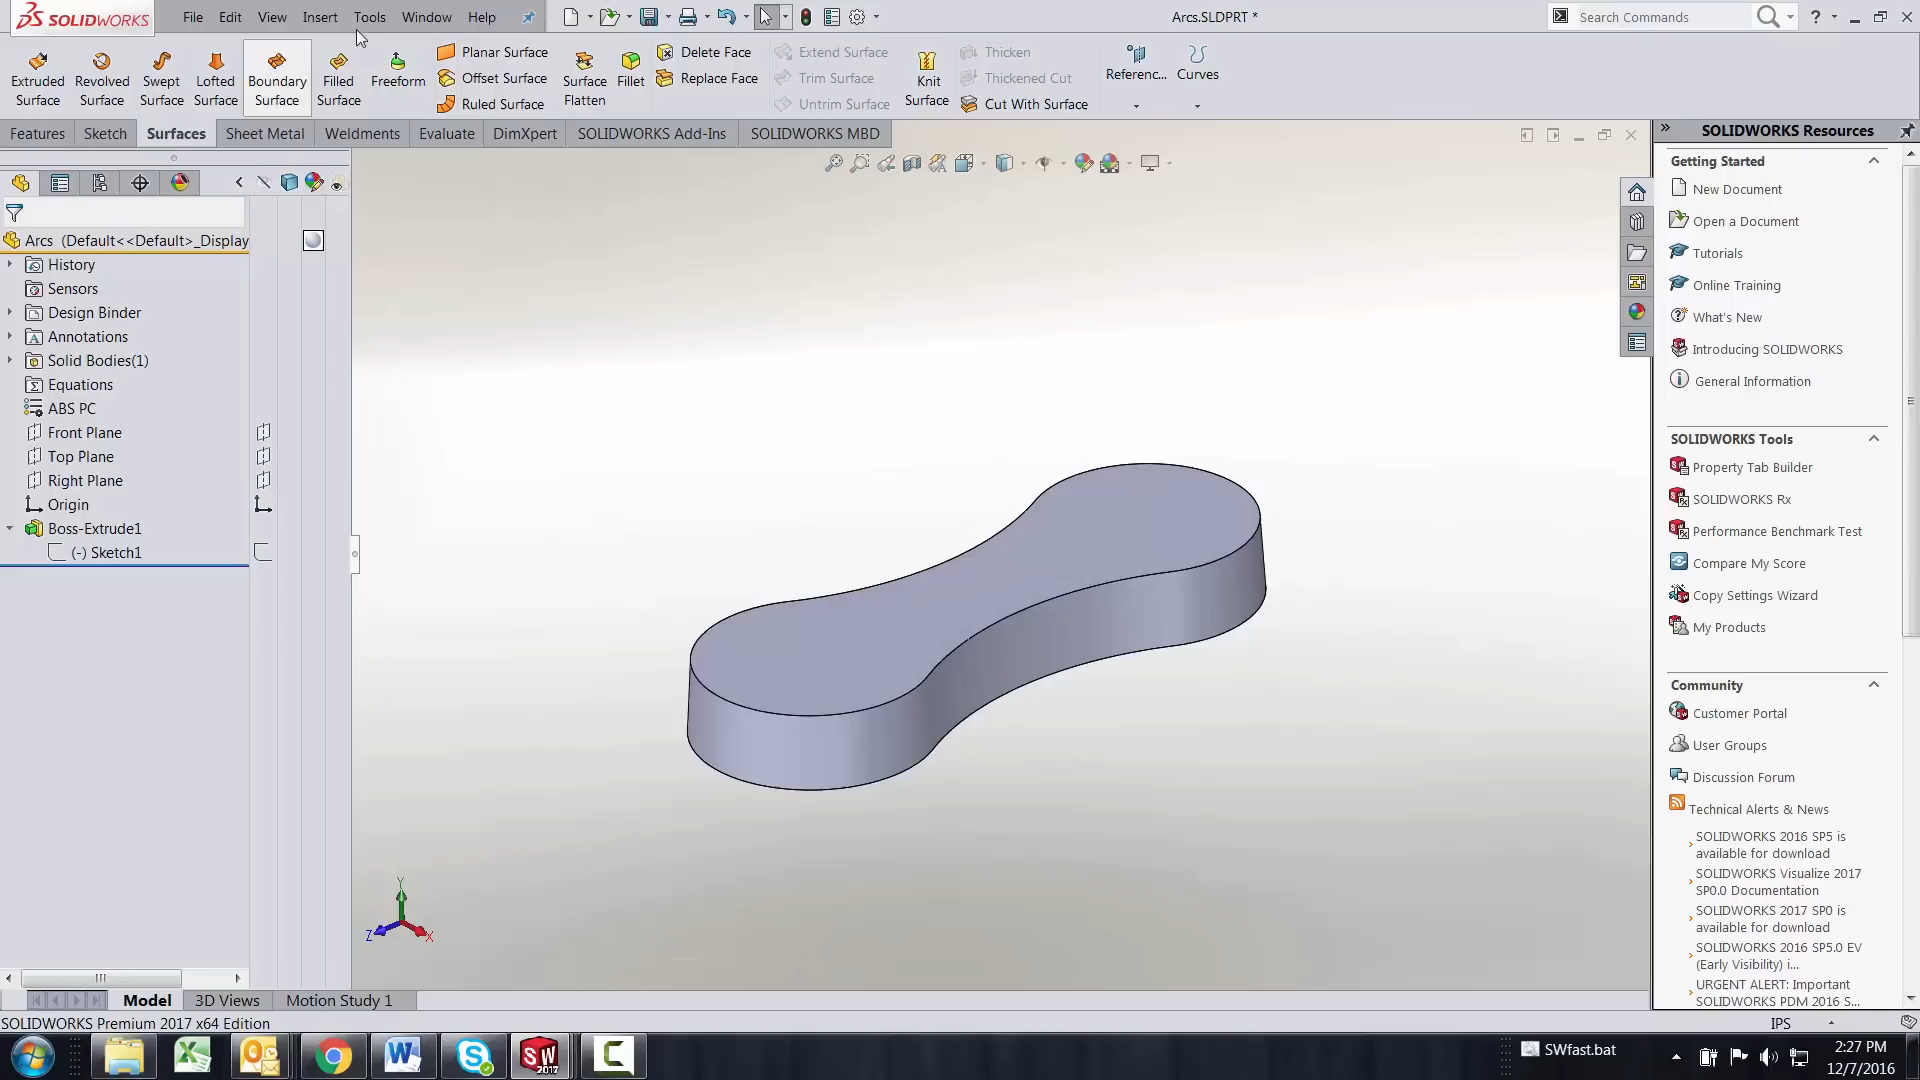 SOLIDWORKS File Edit View Insert Tools Window Help Arcs.SLDPRT * Search Commands ?
Extruded Surface Revolved Surface Swept Surface Lofted Surface Boundary Surface Filled Surface Freeform
Planar Surface
Offset Surface
Ruled Surface
Surface Flatten Fillet
Delete Face
Replace Face
Extend Surface
Trim Surface
Untrim Surface
Knit Surface
Thicken
Thickened Cut
Cut With Surface
Referenc... Curves
Features Sketch Surfaces Sheet Metal Weldments Evaluate DimXpert SOLIDWORKS Add-Ins SOLIDWORKS MBD
Arcs (Default<<Default>_Display
History
Sensors
Design Binder
Annotations
Solid Bodies(1)
Equations
ABS PC
Front Plane
Top Plane
Right Plane
Origin
Boss-Extrude1
(-) Sketch1
Y
Z X
SOLIDWORKS Resources
Getting Started
New Document
Open a Document
Tutorials
Online Training
What's New
Introducing SOLIDWORKS
General Information
SOLIDWORKS Tools
Property Tab Builder
SOLIDWORKS Rx
Performance Benchmark Test
Compare My Score
Copy Settings Wizard
My Products
Community
Customer Portal
User Groups
Discussion Forum
Technical Alerts & News
SOLIDWORKS 2016 SP5 is
available for download
SOLIDWORKS Visualize 2017
SP0.0 Documentation
SOLIDWORKS 2017 SP0 is
available for download
SOLIDWORKS 2016 SP5.0 EV
(Early Visibility) i...
URGENT ALERT: Important
SOLIDWORKS PDM 2016 S...
Model 3D Views Motion Study 1
SOLIDWORKS Premium 2017 x64 Edition IPS
SW 2017
SWfast.bat
2:27 PM
12/7/2016